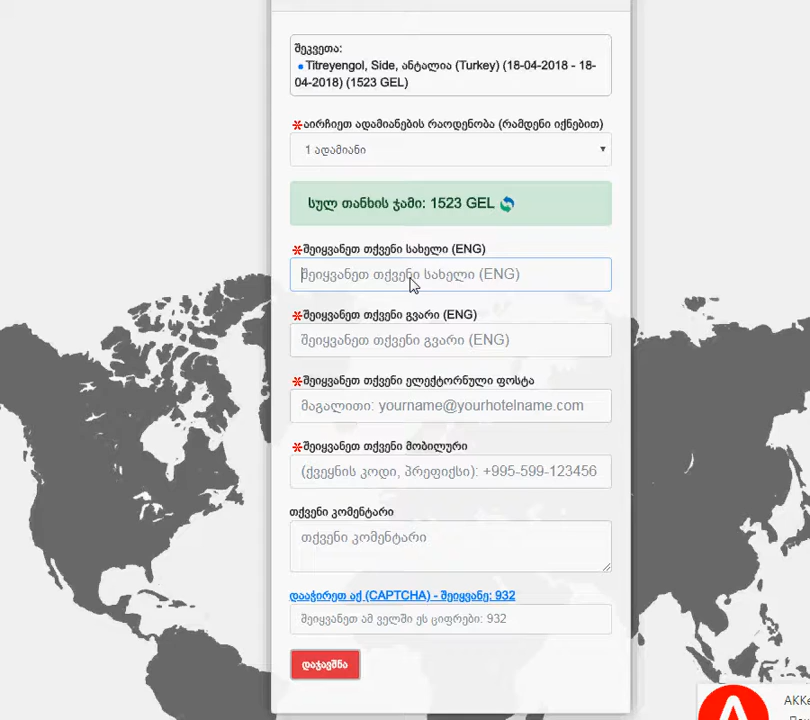 შეკვეთა:
Titreyengol, Side, ანტალია (Turkey) (18-04-2018 - 18-
04-2018) (1523 GEL)
აირჩიეთ ადამიანების რაოდენობა (რამდენი იქნებით)
1 ადამიანი
სულ თანხის ჯამი: 1523 GEL
შეიყვანეთ თქვენი სახელი (ENG)
შეიყვანეთ თქვენი სახელი (ENG)
შეიყვანეთ თქვენი გვარი (ENG)
შეიყვანეთ თქვენი გვარი (ENG)
შეიყვანეთ თქვენი ელექტორნული ფოსტა
მაგალითი: yourname@yourhotelname.com
შეიყვანეთ თქვენი მობილური
(ქვეყნის კოდი, პრეფიქსი): +995-599-123456
თქვენი კომენტარი
თქვენი კომენტარი
დააჭირეთ აქ (CAPTCHA) - შეიყვანე: 932
შეიყვანეთ ამ ველში ეს ციფრები: 932
დაჯავშნა